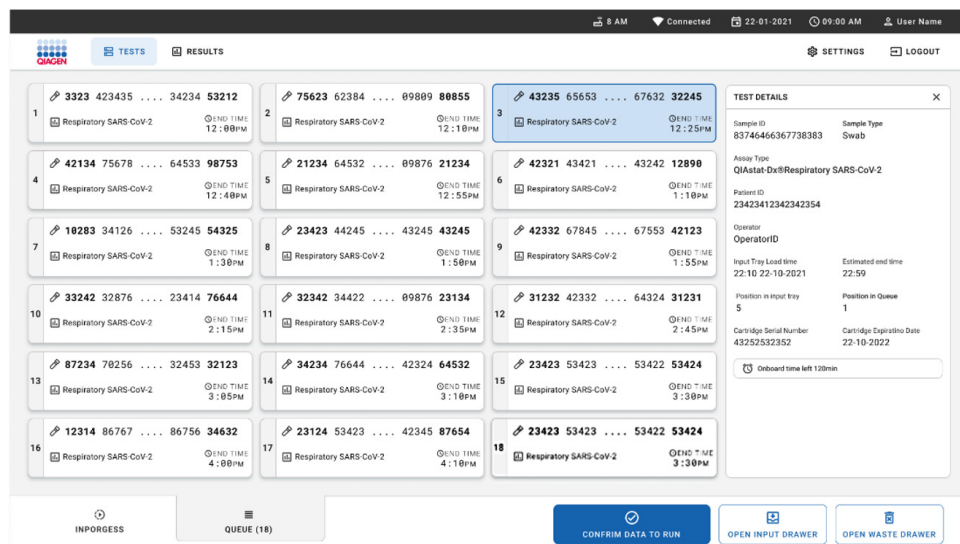 8 AM Connected 22-01-2021 09:00 AM User Name
QIAGEN TESTS RESULTS SETTINGS LOGOUT
1 3323 423435 .... 34234 53212
Respiratory SARS-CoV-2 END TIME 12:00PM
2 75623 62384 .... 09809 80855
Respiratory SARS-CoV-2 END TIME 12:10PM
3 43235 65653 .... 67632 32245
Respiratory SARS-CoV-2 END TIME 12:25PM
4 42134 75678 .... 64533 98753
Respiratory SARS-CoV-2 END TIME 12:40PM
5 21234 64532 .... 09876 21234
Respiratory SARS-CoV-2 END TIME 12:55PM
6 42321 43421 .... 43242 12890
Respiratory SARS-CoV-2 END TIME 1:10PM
7 10283 34126 .... 53245 54325
Respiratory SARS-CoV-2 END TIME 1:30PM
8 23423 44245 .... 43245 43245
Respiratory SARS-CoV-2 END TIME 1:50PM
9 42332 67845 .... 67553 42123
Respiratory SARS-CoV-2 END TIME 1:55PM
10 33242 32876 .... 23414 76644
Respiratory SARS-CoV-2 END TIME 2:15PM
11 32342 34422 .... 09876 23134
Respiratory SARS-CoV-2 END TIME 2:35PM
12 31232 42332 .... 64324 31231
Respiratory SARS-CoV-2 END TIME 2:45PM
13 87234 70256 .... 32453 32123
Respiratory SARS-CoV-2 END TIME 3:05PM
14 34234 76644 .... 42324 64532
Respiratory SARS-CoV-2 END TIME 3:10PM
15 23423 53423 .... 53422 53424
Respiratory SARS-CoV-2 END TIME 3:30PM
16 12314 86767 .... 86756 34632
Respiratory SARS-CoV-2 END TIME 4:00PM
17 23124 53423 .... 42345 87654
Respiratory SARS-CoV-2 END TIME 4:10PM
18 23423 53423 .... 53422 53424
Respiratory SARS-CoV-2 END TIME 3:30PM
TEST DETAILS
Sample ID Sample Type
83746466367738383 Swab
Assay Type
QIAstat-Dx®Respiratory SARS-CoV-2
Patient ID
23423412342342354
Operator
OperatorID
Input Tray Load time Estimated end time
22:10 22-10-2021 22:59
Position in input tray Position in Queue
5 1
Cartridge Serial Number Cartridge Expiratino Date
43252532352 22-10-2022
Onboard time left 120min
INPORGESS QUEUE (18) CONFRIM DATA TO RUN OPEN INPUT DRAWER OPEN WASTE DRAWER